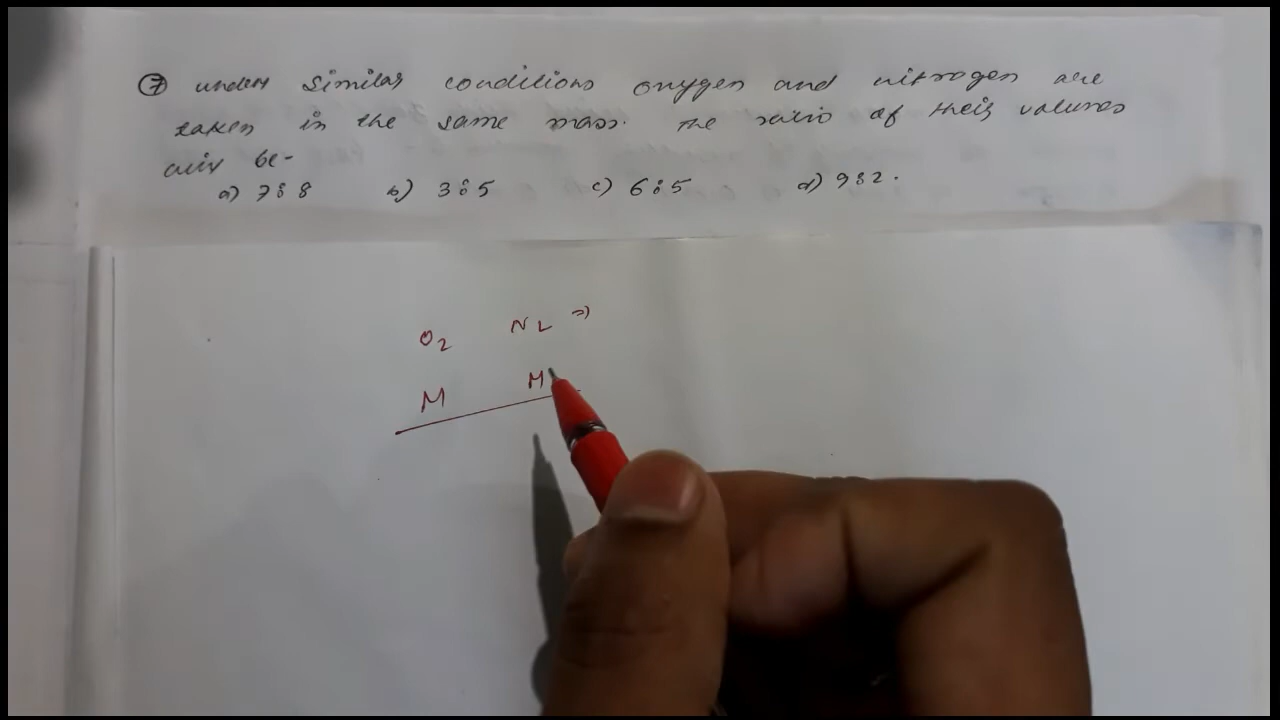 ⑦ under similar conditions oxygen and nitrogen are
taken in the same mass. The ratio of their volumes
will be-
a) 7:8 b) 3:5 c) 6:5 d) 9:2.
O2 N2 ⇒
M M